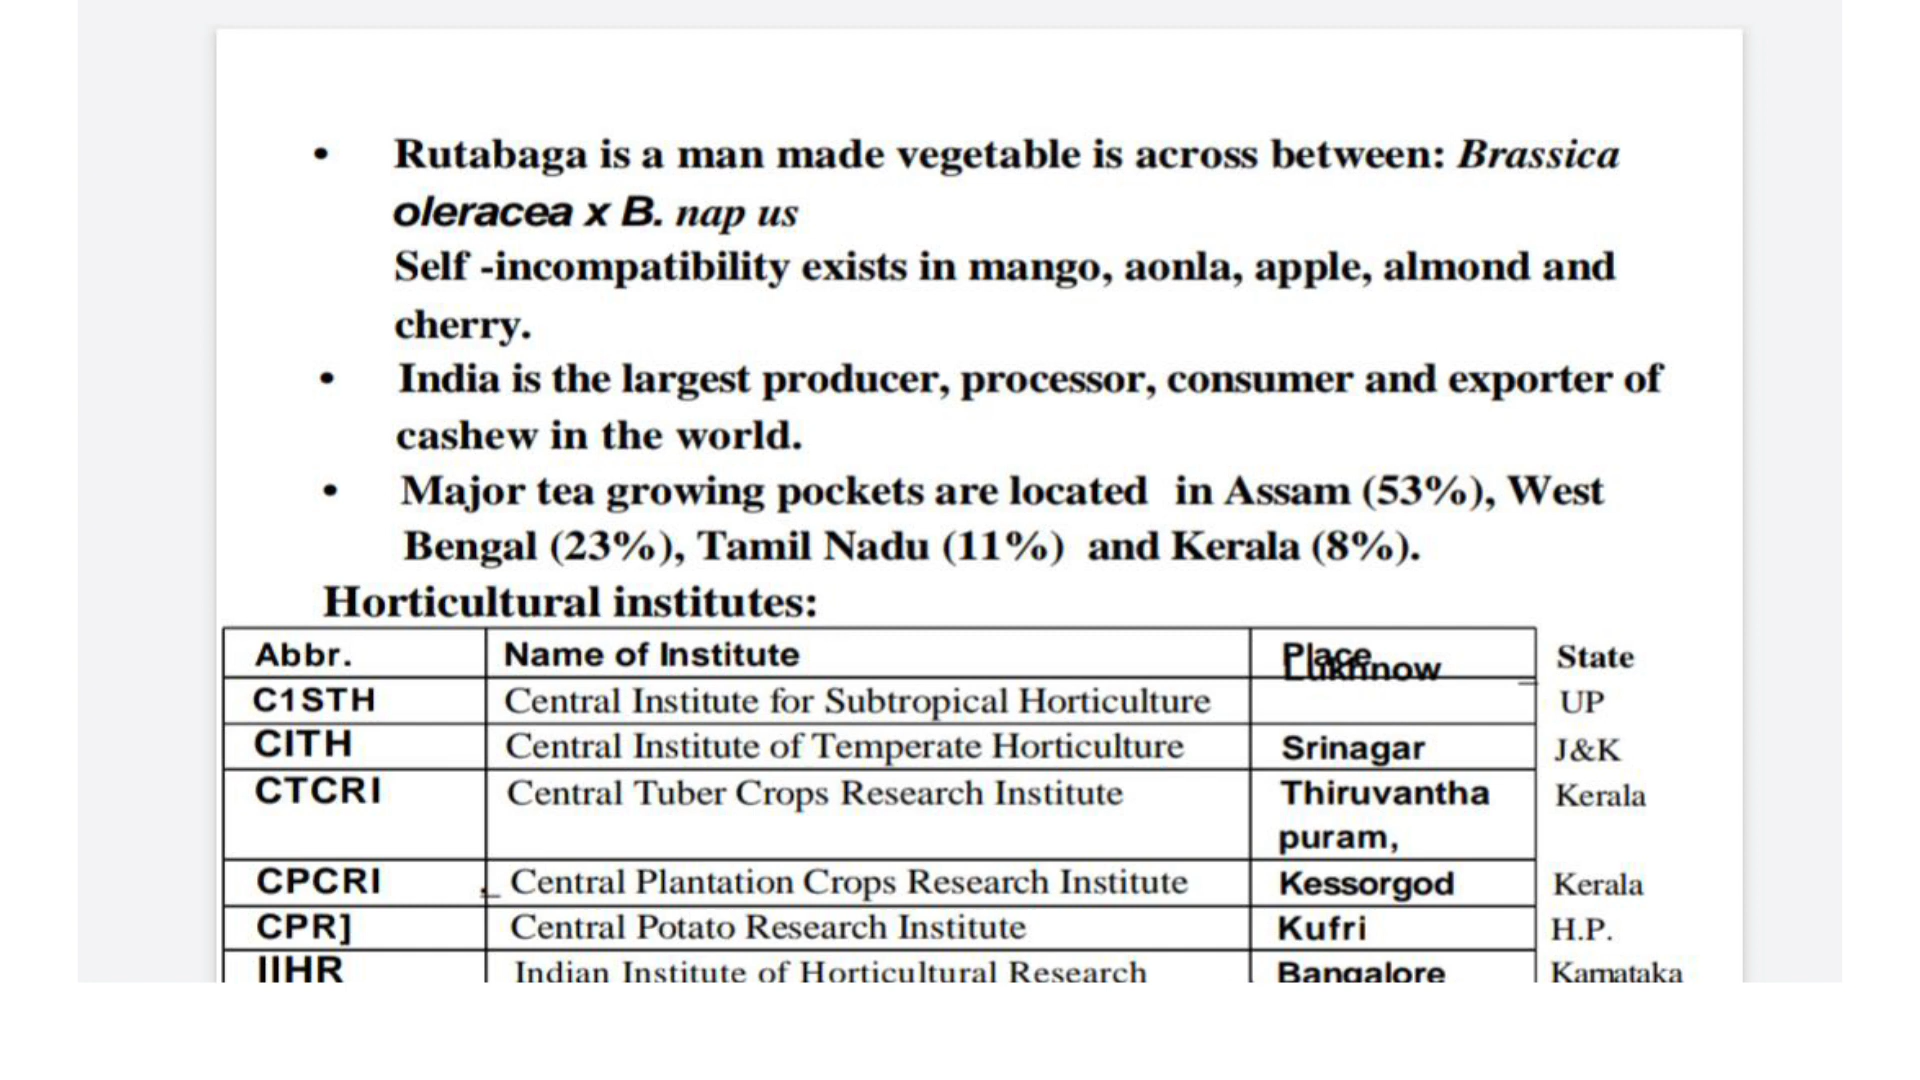 • Rutabaga is a man made vegetable is across between: Brassica
oleracea x B. nap us
Self -incompatibility exists in mango, aonla, apple, almond and
cherry.
• India is the largest producer, processor, consumer and exporter of
cashew in the world.
• Major tea growing pockets are located in Assam (53%), West
Bengal (23%), Tamil Nadu (11%) and Kerala (8%).
Horticultural institutes:
Abbr. Name of Institute Place State
Lukhnow
C1STH Central Institute for Subtropical Horticulture UP
CITH Central Institute of Temperate Horticulture Srinagar J&K
CTCRI Central Tuber Crops Research Institute Thiruvantha Kerala
puram,
CPCRI Central Plantation Crops Research Institute Kessorgod Kerala
CPR] Central Potato Research Institute Kufri H.P.
IIHR Indian Institute of Horticultural Research Bangalore Kamataka